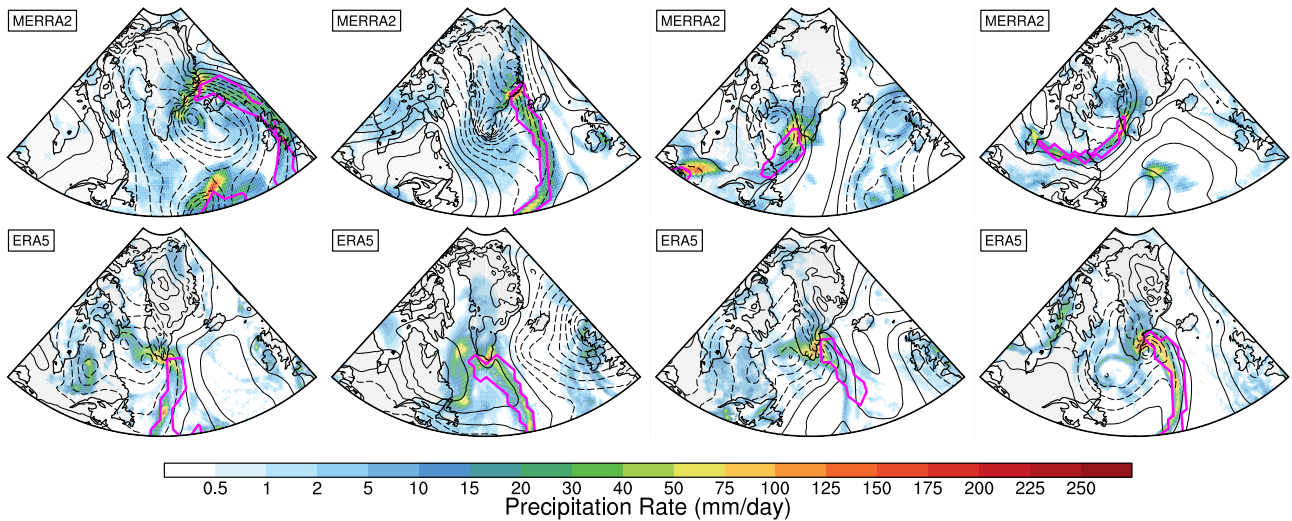 MERRA2 MERRA2 MERRA2 MERRA2
ERA5 ERA5 ERA5 ERA5
0.5 1 2 5 10 15 20 30 40 50 75 100 125 150 175 200 225 250
Precipitation Rate (mm/day)